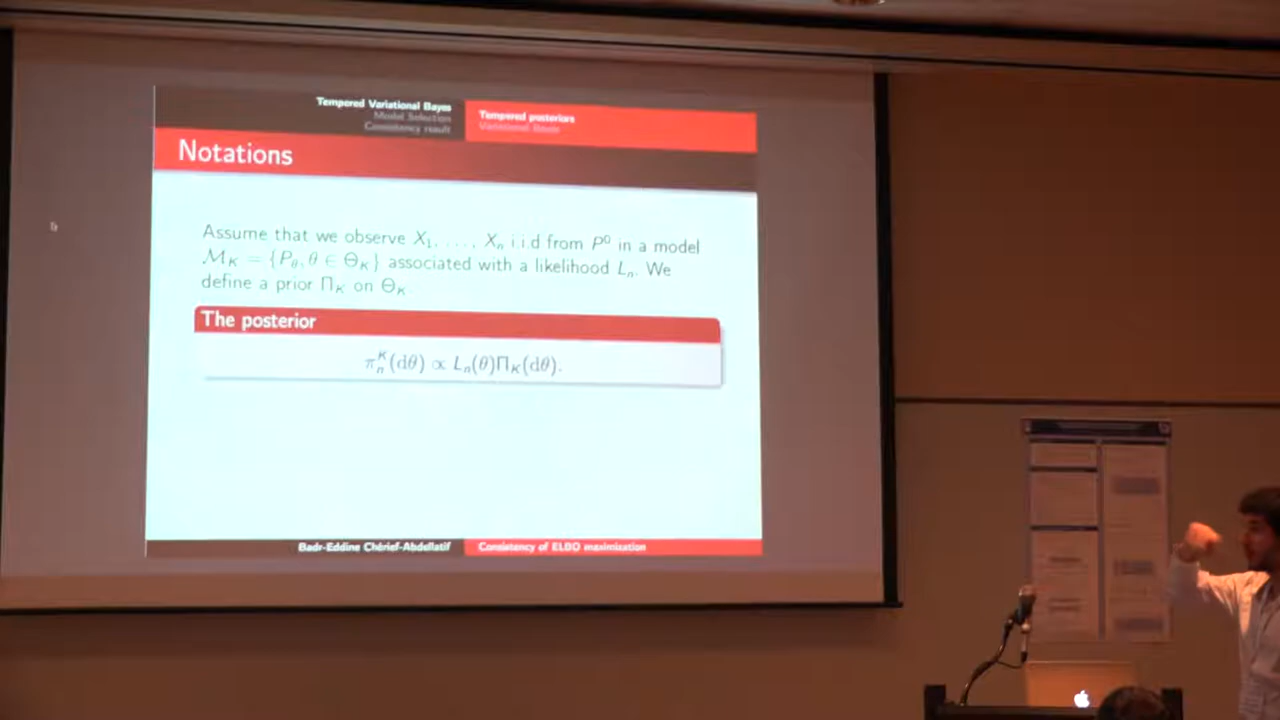 Tempered Variational Bayes
Model Selection
Consistency result
Tempered posteriors
Variational Bayes
Notations
Assume that we observe X₁, . . . , Xₙ i.i.d from P⁰ in a model
ℳ_K = {P_θ, θ ∈ Θ_K} associated with a likelihood Lₙ. We
define a prior Π_K on Θ_K.
The posterior
π_n^K(dθ) ∝ Lₙ(θ)Π_K(dθ).
Badr-Eddine Chérief-Abdellatif
Consistency of ELBO maximization